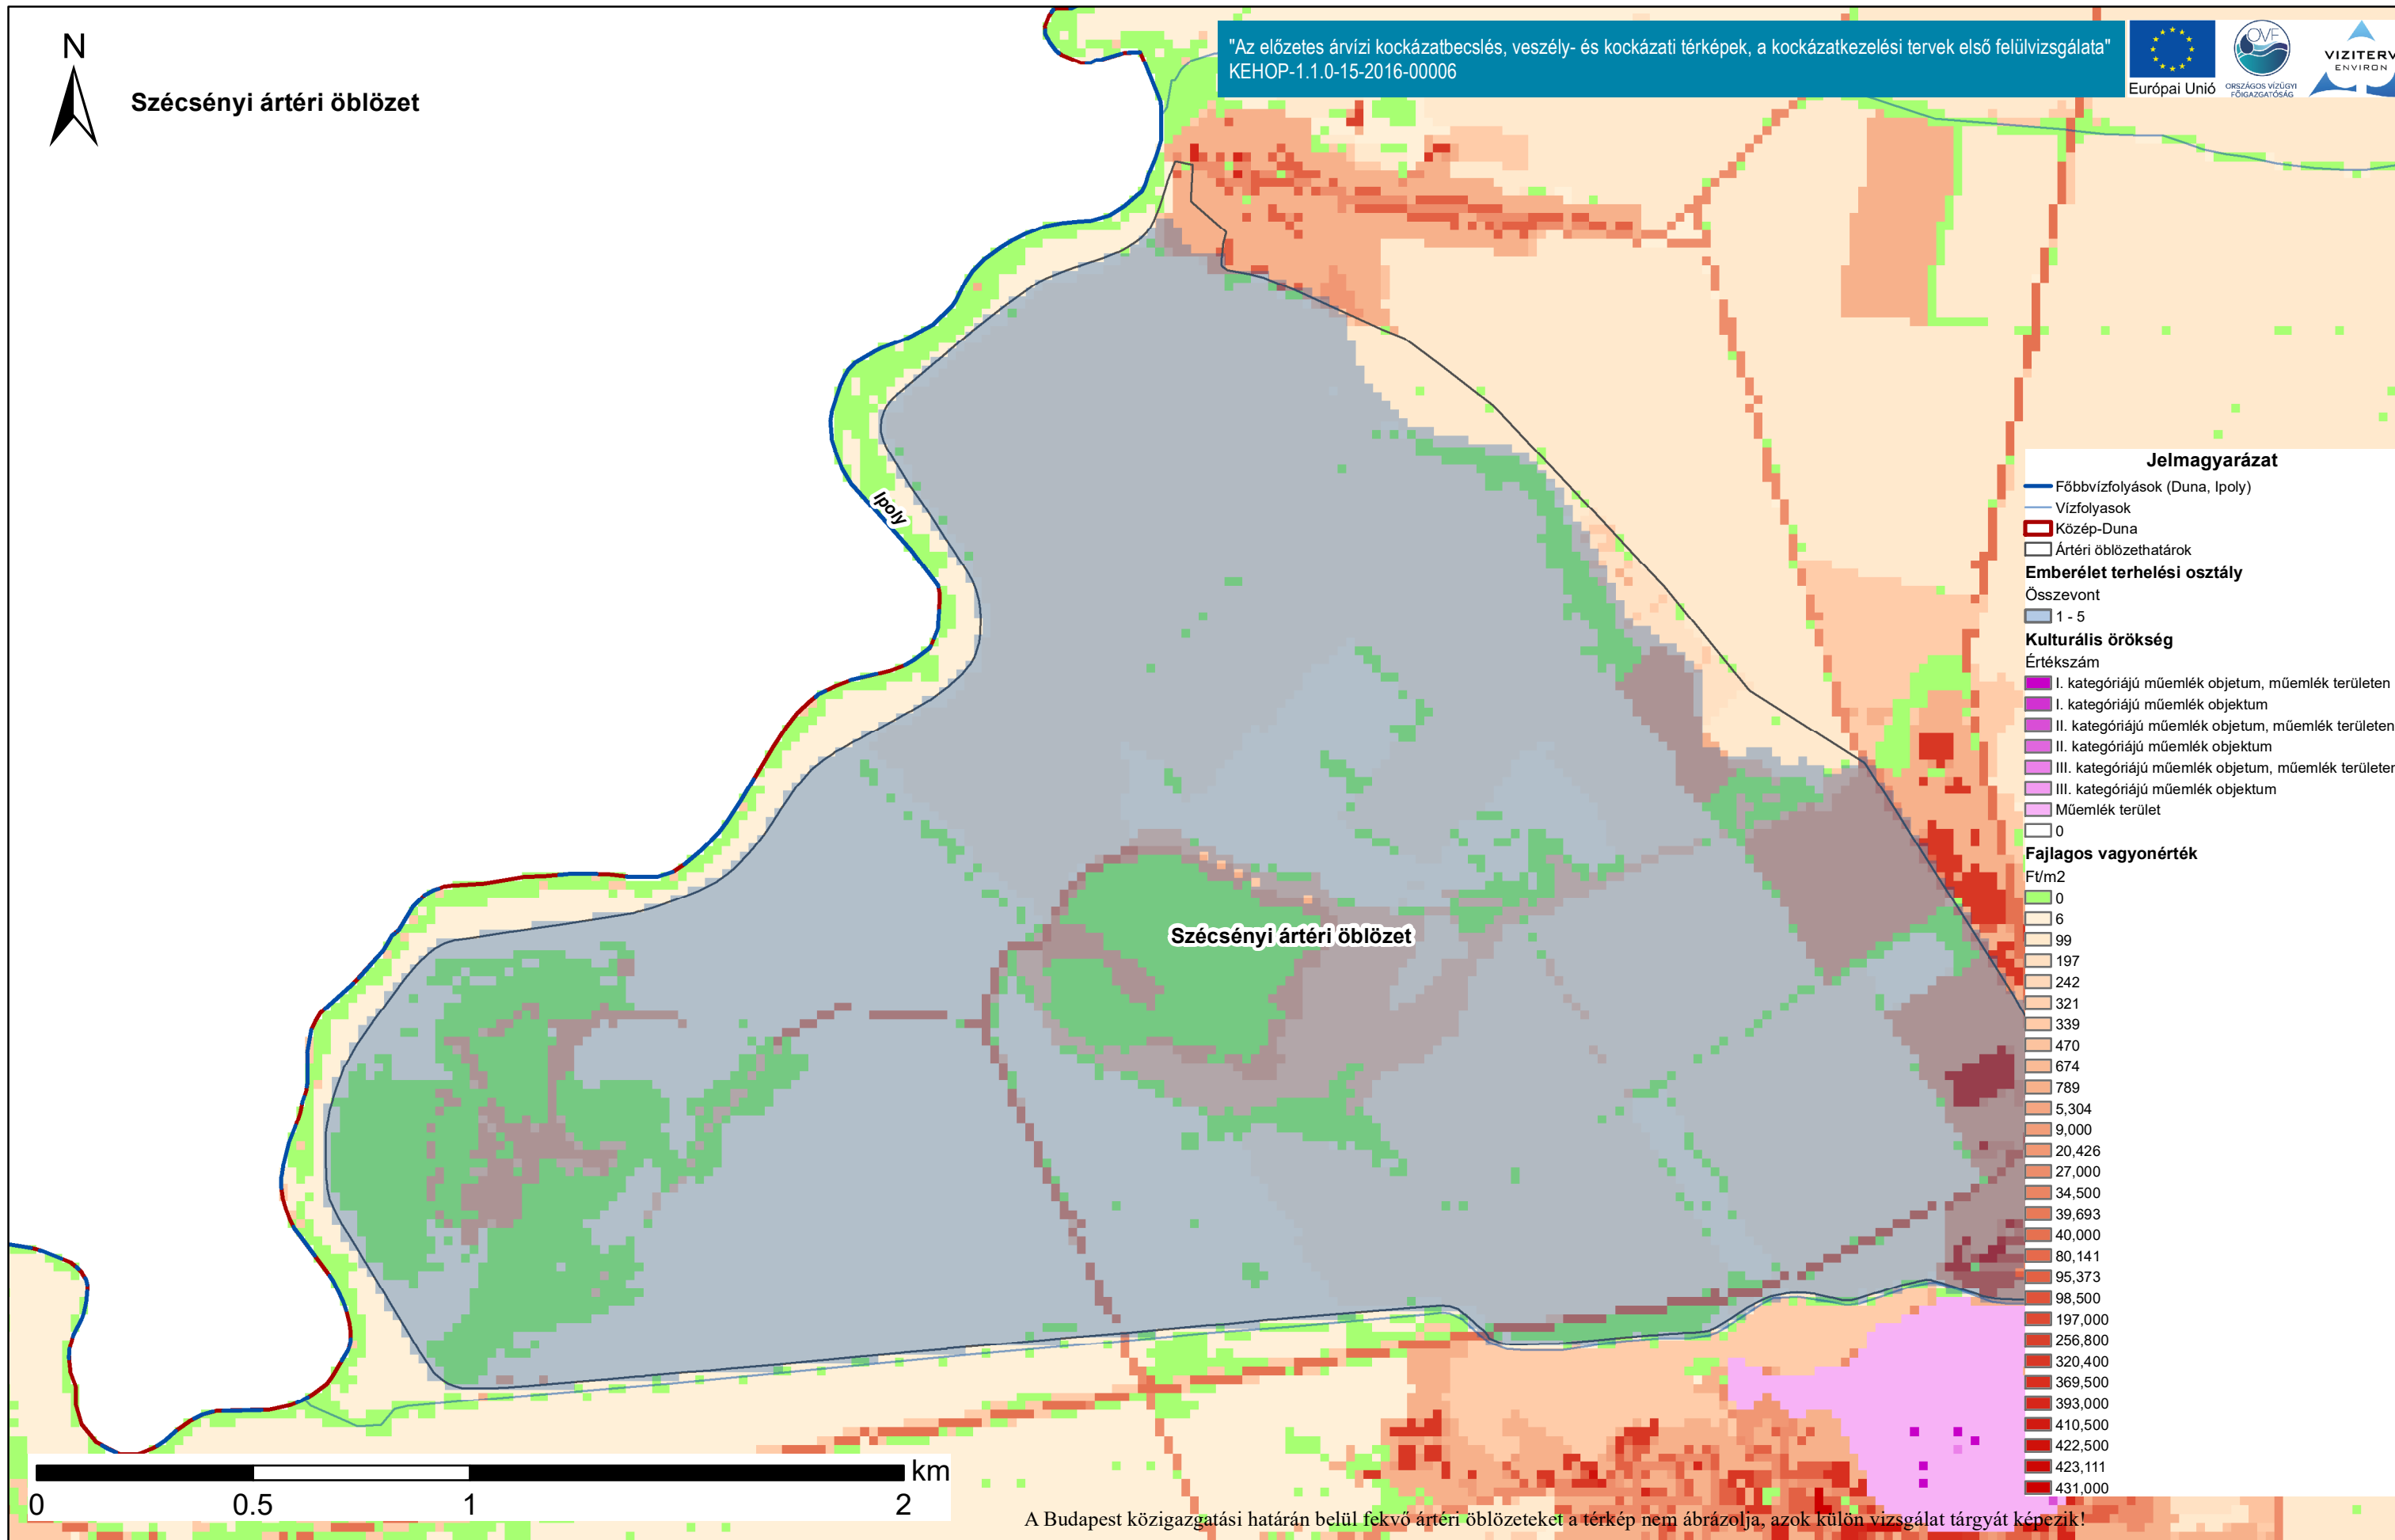 N
Szécsényi ártéri öblözet
"Az előzetes árvízi kockázatbecslés, veszély- és kockázati térképek, a kockázatkezelési tervek első felülvizsgálata"
KEHOP-1.1.0-15-2016-00006
Európai Unió
OVF
ORSZÁGOS VÍZÜGYI
FŐIGAZGATÓSÁG
VIZITERV
ENVIRON
Ipoly
Szécsényi ártéri öblözet
Jelmagyarázat
Főbbvízfolyások (Duna, Ipoly)
Vízfolyasok
Közép-Duna
Ártéri öblözethatárok
Emberélet terhelési osztály
Összevont
1 - 5
Kulturális örökség
Értékszám
I. kategóriájú műemlék objetum, műemlék területen
I. kategóriájú műemlék objektum
II. kategóriájú műemlék objetum, műemlék területen
II. kategóriájú műemlék objektum
III. kategóriájú műemlék objetum, műemlék területen
III. kategóriájú műemlék objektum
Műemlék terület
0
Fajlagos vagyonérték
Ft/m2
0
6
99
197
242
321
339
470
674
789
5,304
9,000
20,426
27,000
34,500
39,693
40,000
80,141
95,373
98,500
197,000
256,800
320,400
369,500
393,000
410,500
422,500
423,111
431,000
km
0 0.5 1 2
A Budapest közigazgatási határán belül fekvő ártéri öblözeteket a térkép nem ábrázolja, azok külön vizsgálat tárgyát képezik!